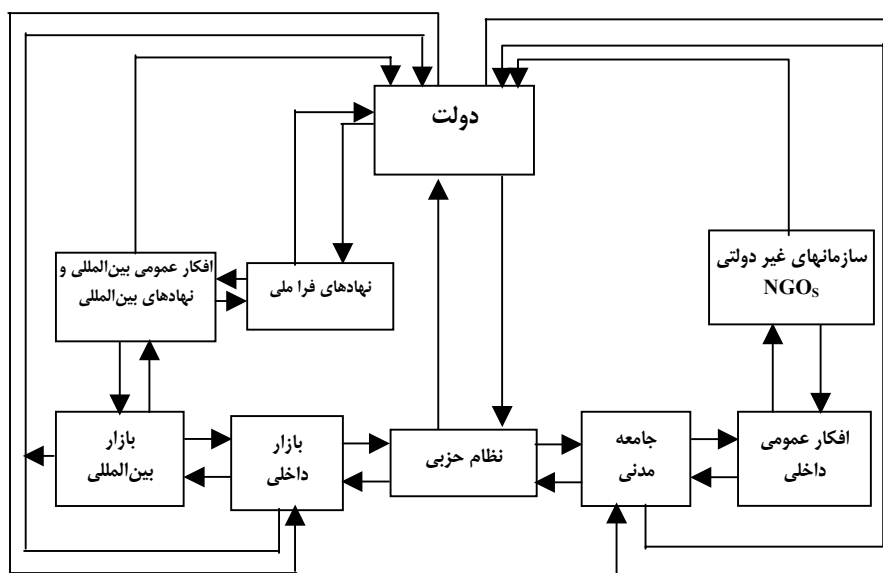 دولت
افکار عمومی بین‌المللی و
نهادهای بین‌المللی
نهادهای فرا ملی
سازمانهای غیر دولتی
NGOs
بازار
بین‌المللی
بازار
داخلی
نظام حزبی
جامعه
مدنی
افکار عمومی
داخلی